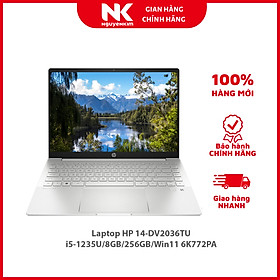 NK
NGUYENKIM
GIAN HÀNG
CHÍNH HÃNG
100%
HÀNG MỚI
Bảo hành
CHÍNH HÃNG
Giao hàng
NHANH
Laptop HP 14-DV2036TU
i5-1235U/8GB/256GB/Win11 6K772PA